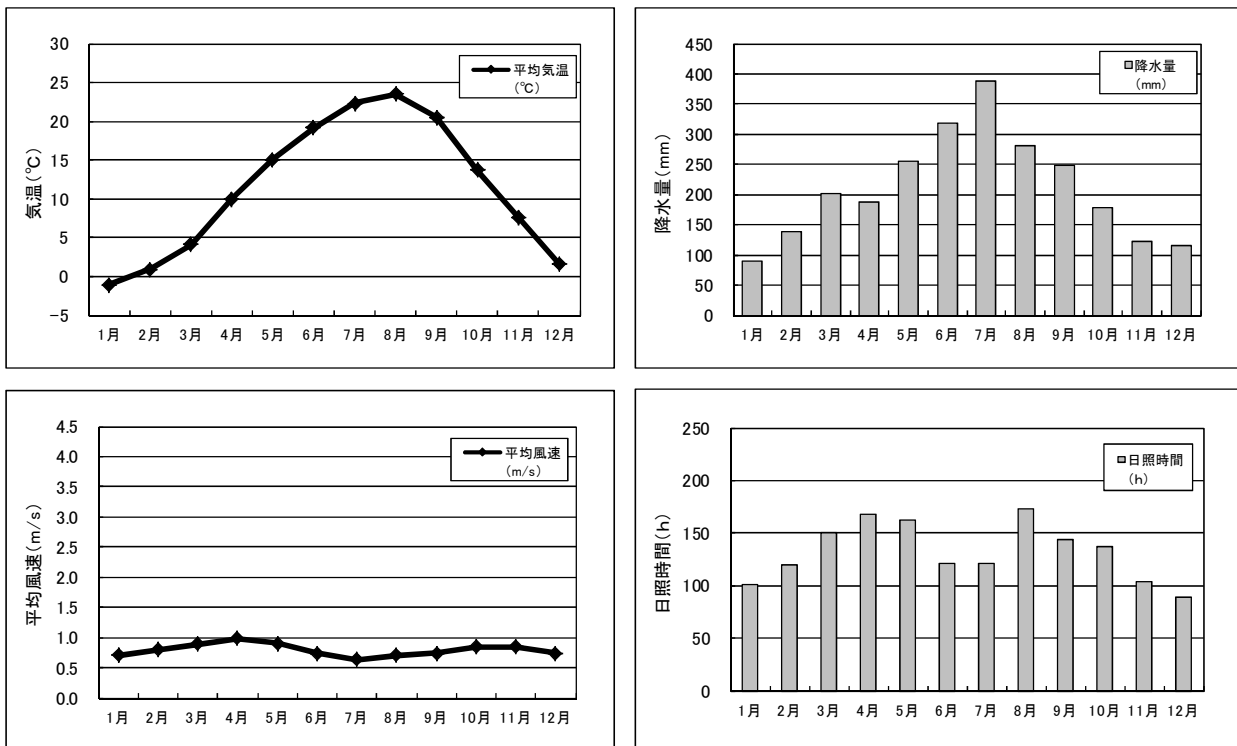 気温(℃)
30
25
20
15
10
5
0
−5
平均気温
(℃)
1月 2月 3月 4月 5月 6月 7月 8月 9月 10月 11月 12月
降水量(mm)
450
400
350
300
250
200
150
100
50
0
降水量
(mm)
1月 2月 3月 4月 5月 6月 7月 8月 9月 10月 11月 12月
平均風速(m/s)
4.5
4.0
3.5
3.0
2.5
2.0
1.5
1.0
0.5
0.0
平均風速
(m/s)
1月 2月 3月 4月 5月 6月 7月 8月 9月 10月 11月 12月
日照時間(h)
250
200
150
100
50
0
日照時間
(h)
1月 2月 3月 4月 5月 6月 7月 8月 9月 10月 11月 12月